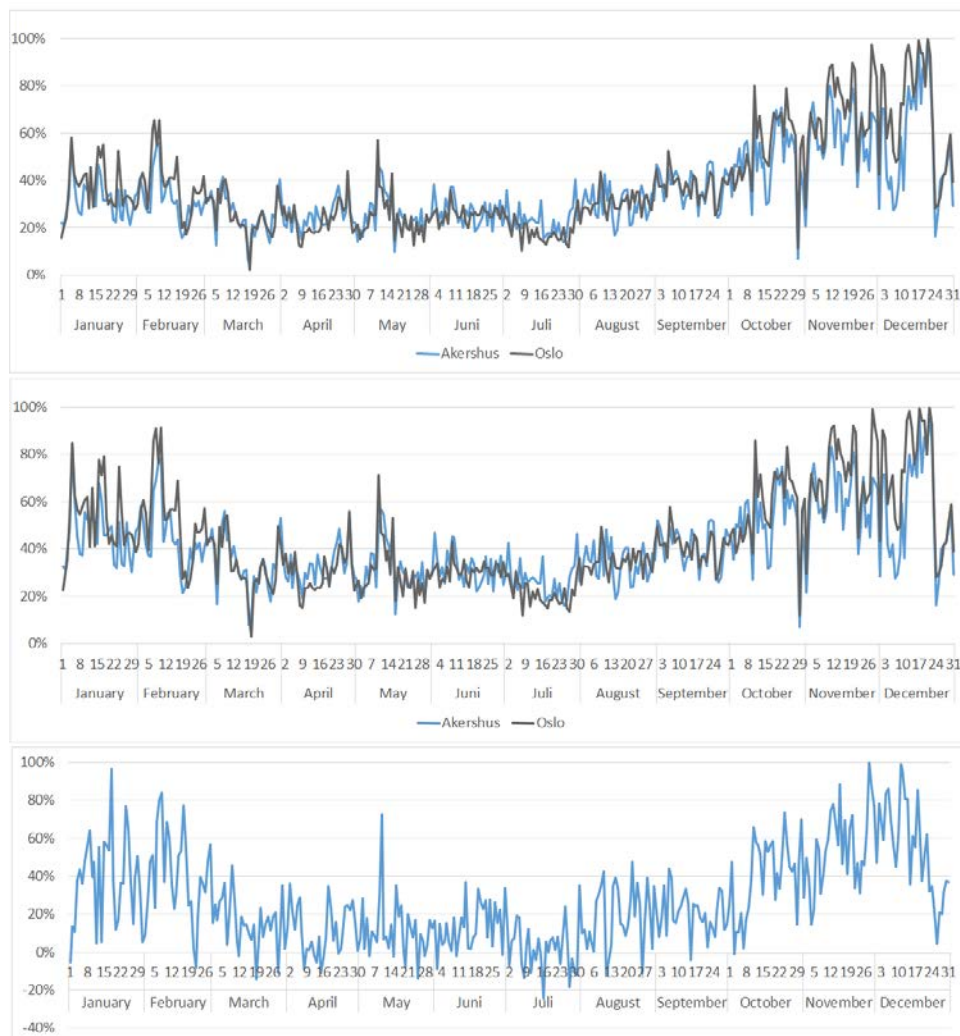 100%
80%
60%
40%
20%
0%
1 8 15 22 29 5 12 19 26 5 12 19 26 2 9 16 23 30 7 14 21 28 4 11 18 25 2 9 16 23 30 6 13 20 27 3 10 17 24 1 8 15 22 29 5 12 19 26 3 10 17 24 31
January February March April May Juni Juli August September October November December
Akershus Oslo
100%
80%
60%
40%
20%
0%
1 8 15 22 29 5 12 19 26 5 12 19 26 2 9 16 23 30 7 14 21 28 4 11 18 25 2 9 16 23 30 6 13 20 27 3 10 17 24 1 8 15 22 29 5 12 19 26 3 10 17 24 31
January February March April May Juni Juli August September October November December
Akershus Oslo
100%
80%
60%
40%
20%
0%
1 8 15 22 29 5 12 19 26 5 12 19 26 2 9 16 23 30 7 14 21 28 4 11 18 25 2 9 16 23 30 6 13 20 27 3 10 17 24 1 8 15 22 29 5 12 19 26 3 10 17 24 31
-20%
January February March April May Juni Juli August September October November December
-40%